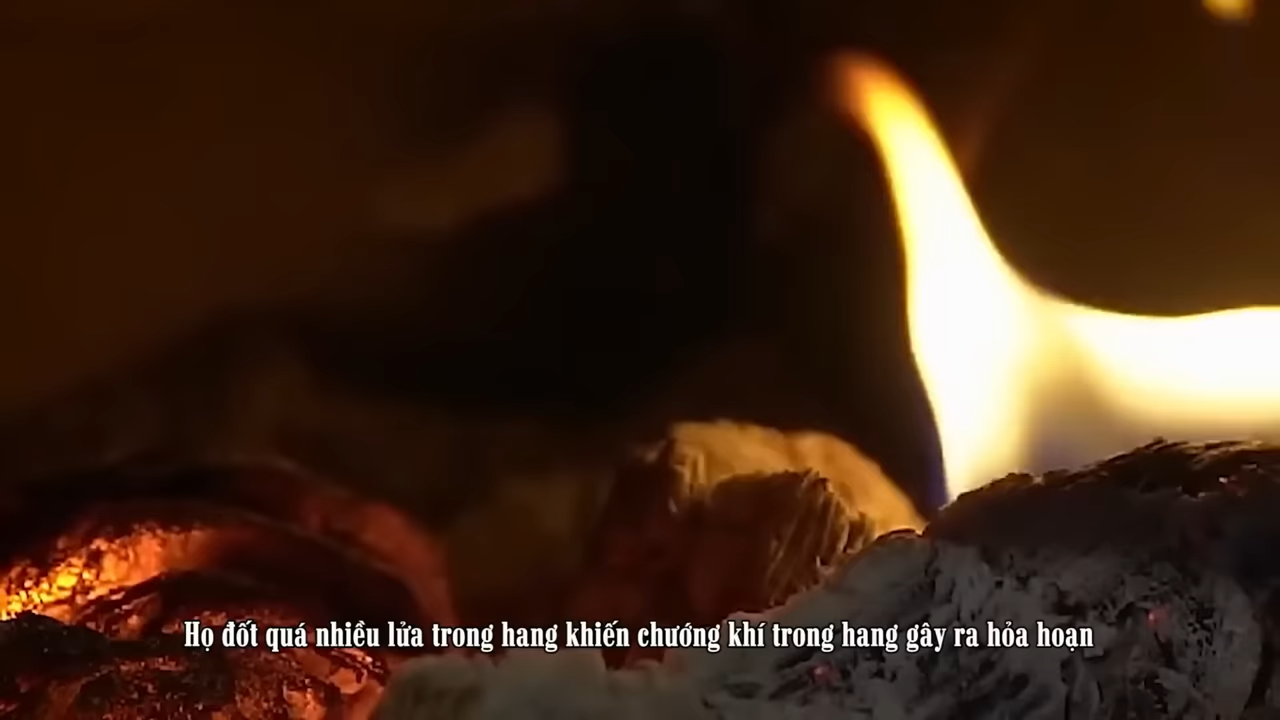 Họ đốt quá nhiều lửa trong hang khiến chướng khí trong hang gây ra hỏa hoạn